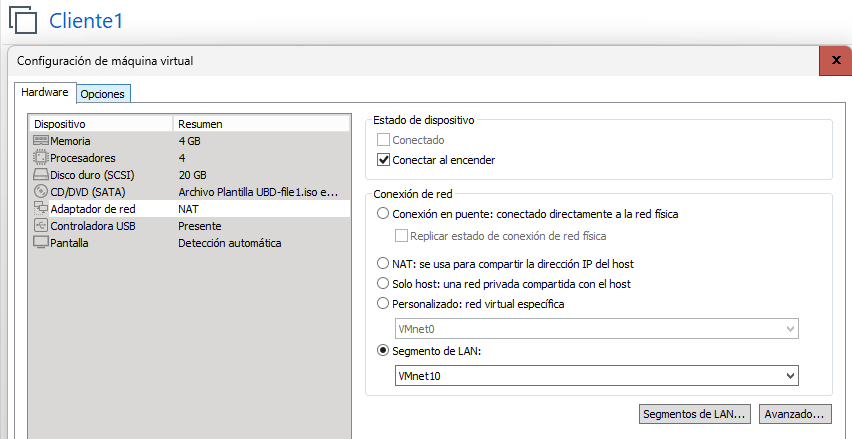 Cliente1
Configuración de máquina virtual
x
Hardware
Opciones
Dispositivo Resumen
Memoria 4 GB
Procesadores 4
Disco duro (SCSI) 20 GB
CD/DVD (SATA) Archivo Plantilla UBD-file1.iso e...
Adaptador de red NAT
Controladora USB Presente
Pantalla Detección automática
Estado de dispositivo
Conectado
Conectar al encender
Conexión de red
Conexión en puente: conectado directamente a la red física
Replicar estado de conexión de red física
NAT: se usa para compartir la dirección IP del host
Solo host: una red privada compartida con el host
Personalizado: red virtual específica
VMnet0
Segmento de LAN:
VMnet10
Segmentos de LAN... Avanzado...